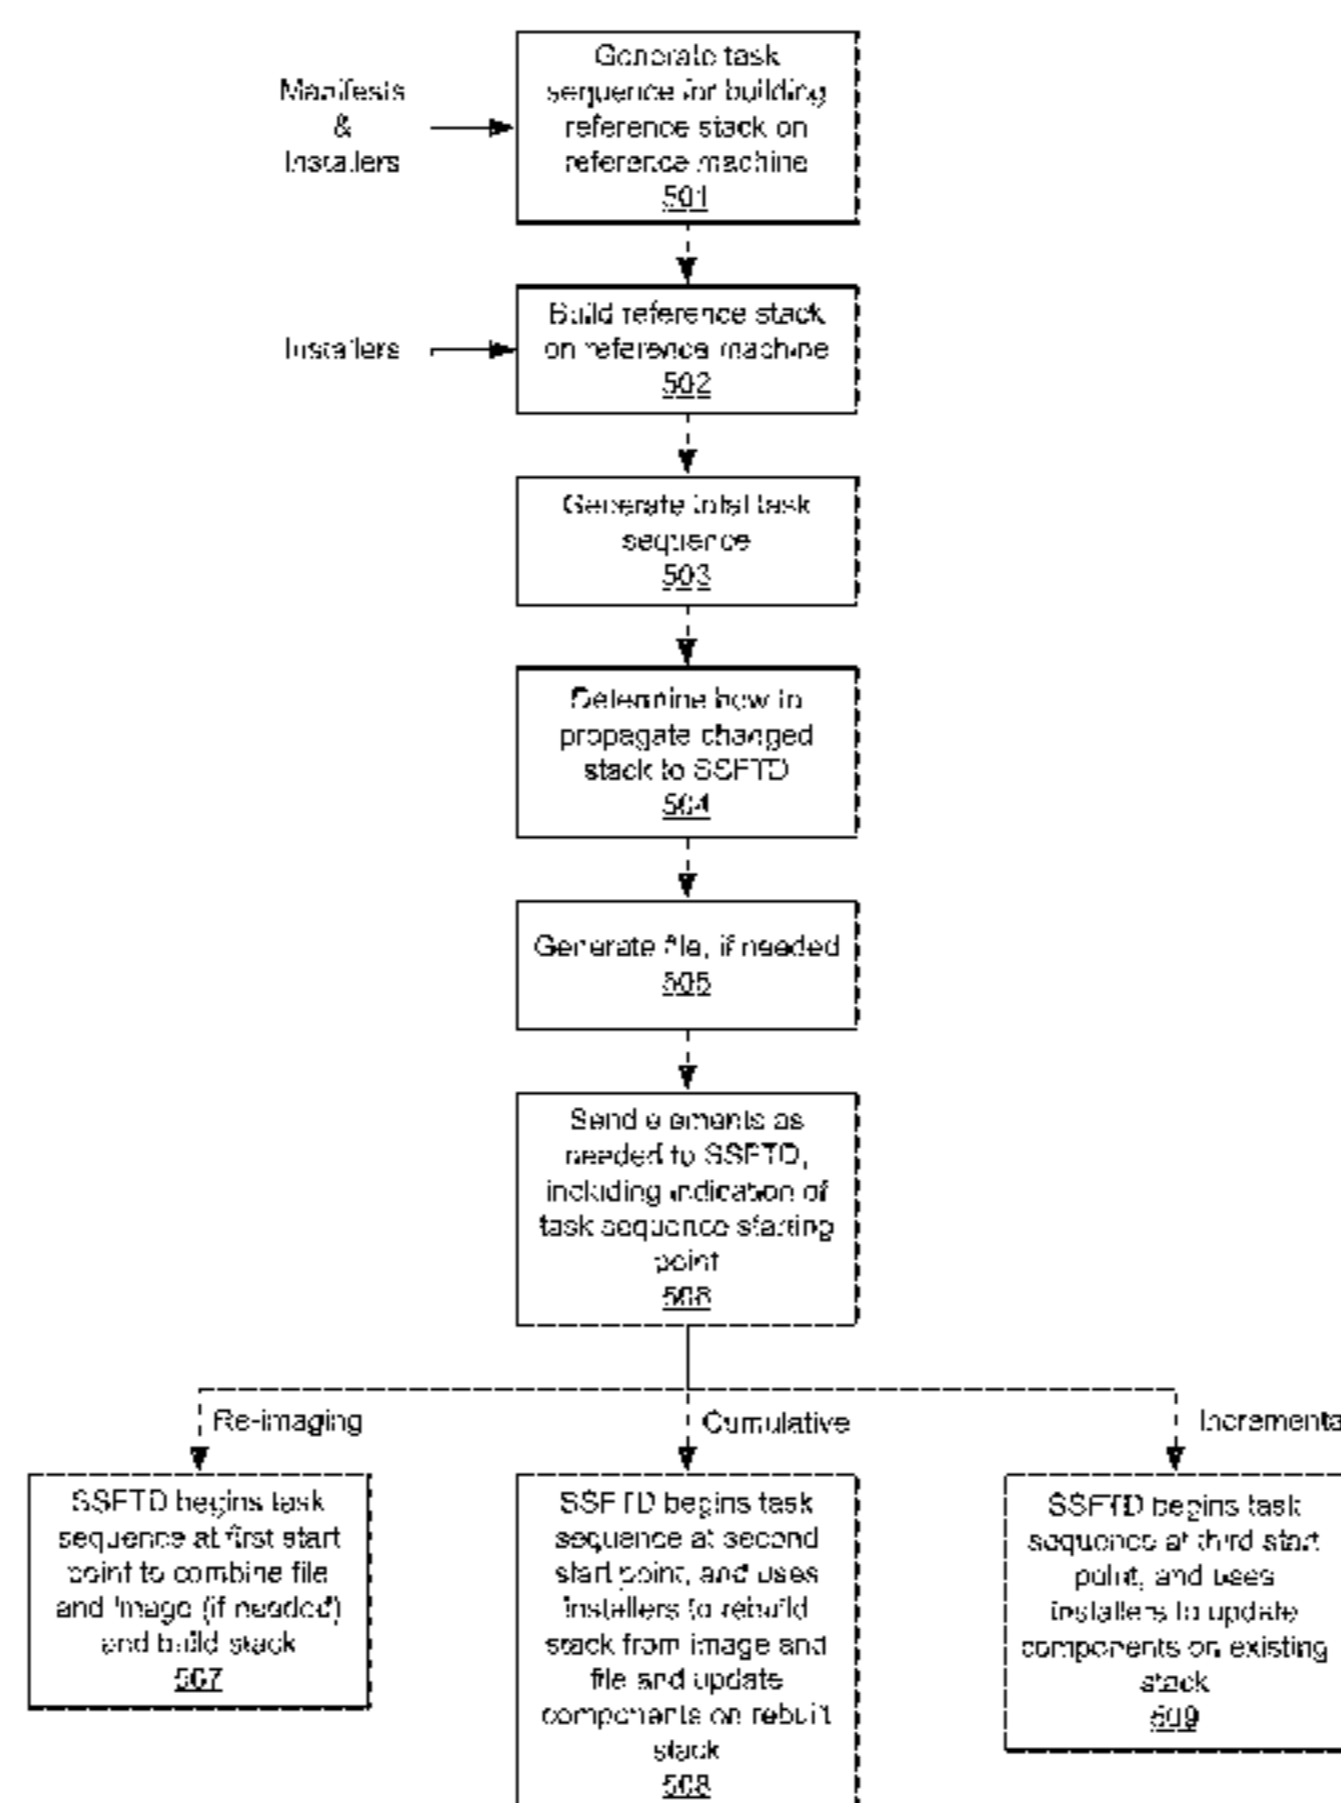 Generate task
sequence for building
reference stack on
reference machine
501
Manifests
&
Installers
Build reference stack
on reference machine
502
Installers
Generate total task
sequence
503
Determine how to
propagate changed
stack to SSFTD
504
Generate file, if needed
505
Send elements as
needed to SSFTD,
including indication of
task sequence starting
point
506
Re-imaging
Cumulative
Incremental
SSFTD begins task
sequence at first start
point to combine file
and image (if needed)
and build stack
507
SSFTD begins task
sequence at second
start point, and uses
installers to rebuild
stack from image and
file and update
components on rebuilt
stack
508
SSFTD begins task
sequence at third start
point, and uses
installers to update
components on existing
stack
509